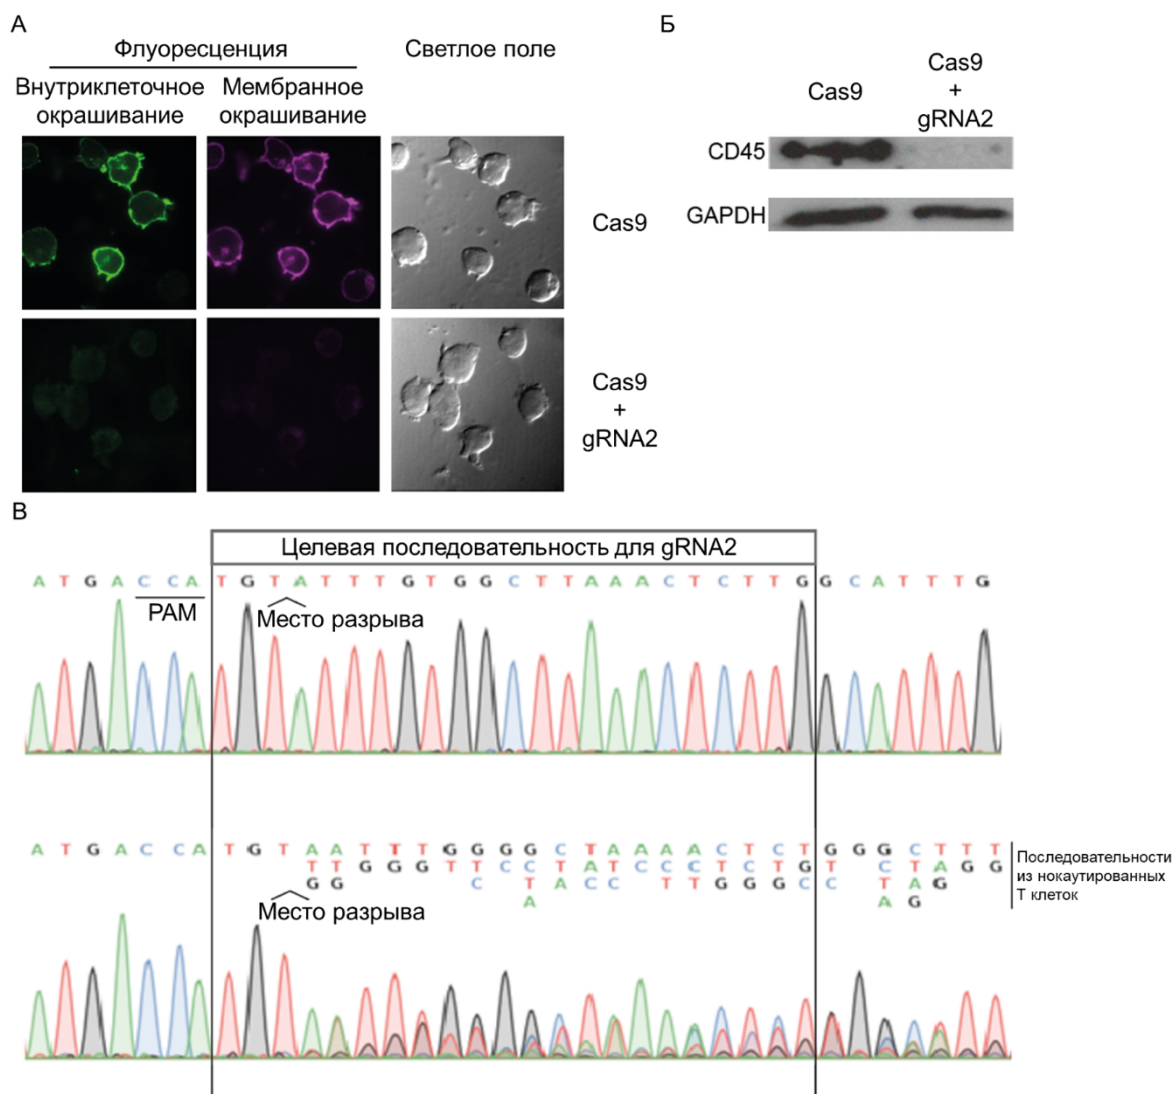 А
Флуоресценция
Светлое поле
Внутриклеточное
окрашивание
Мембранное
окрашивание
Cas9
Cas9
+
gRNA2
Б
Cas9
Cas9
+
gRNA2
CD45
GAPDH
В
Целевая последовательность для gRNA2
A T G A C C A T G T A T T T G T G G C T T A A A C T C T T G G C A T T T G
PAM
Место разрыва
A T G A C C A T G T A A T T T G G G G C T A A A A C T C T G G G C T T T
T T G G G T T C C T A T C C C T C T G T C T A G G
G G C T A C C T T G G G C C T A G
A A G
Место разрыва
Последовательности
из нокаутированных
Т клеток